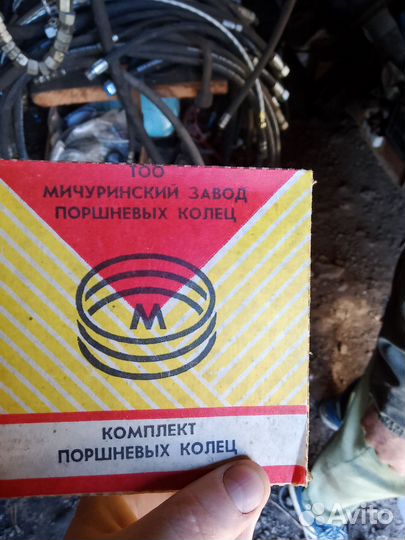 ТОО
МИЧУРИНСКИЙ ЗАВОД
ПОРШНЕВЫХ КОЛЕЦ
М
КОМПЛЕКТ
ПОРШНЕВЫХ КОЛЕЦ
Avito